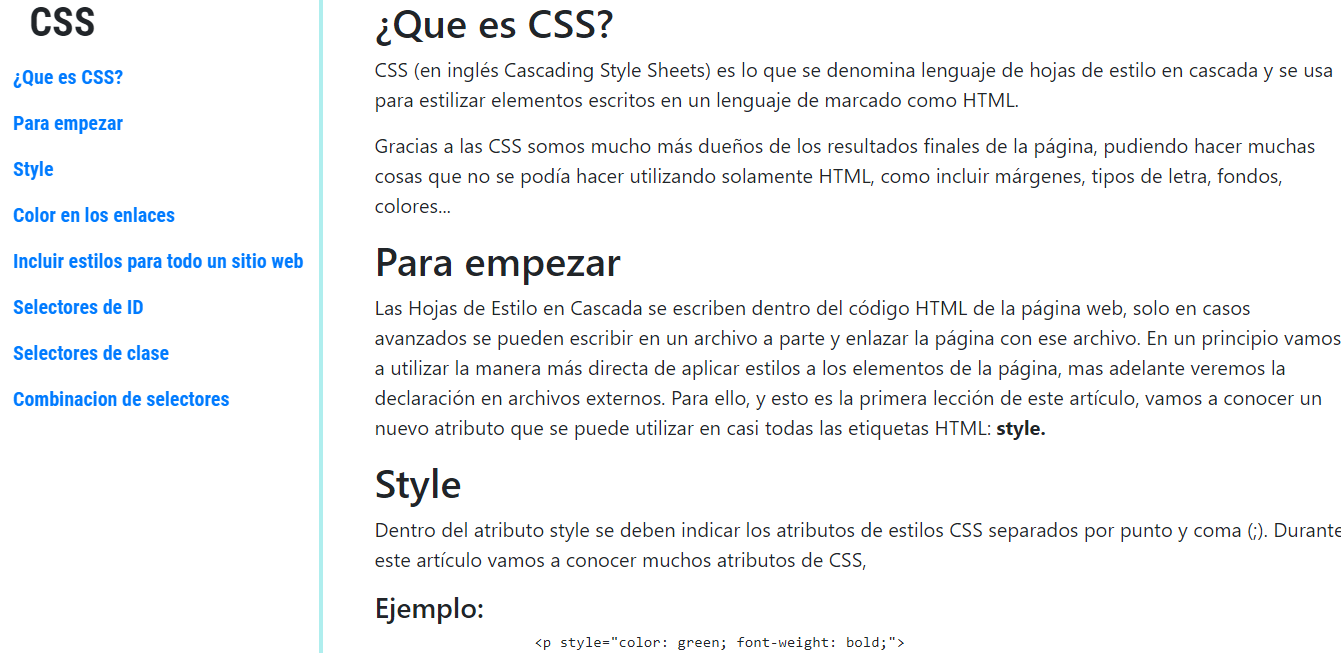 CSS
¿Que es CSS?
Para empezar
Style
Color en los enlaces
Incluir estilos para todo un sitio web
Selectores de ID
Selectores de clase
Combinacion de selectores
¿Que es CSS?
CSS (en inglés Cascading Style Sheets) es lo que se denomina lenguaje de hojas de estilo en cascada y se usa
para estilizar elementos escritos en un lenguaje de marcado como HTML.
Gracias a las CSS somos mucho más dueños de los resultados finales de la página, pudiendo hacer muchas
cosas que no se podía hacer utilizando solamente HTML, como incluir márgenes, tipos de letra, fondos,
colores...
Para empezar
Las Hojas de Estilo en Cascada se escriben dentro del código HTML de la página web, solo en casos
avanzados se pueden escribir en un archivo a parte y enlazar la página con ese archivo. En un principio vamos
a utilizar la manera más directa de aplicar estilos a los elementos de la página, mas adelante veremos la
declaración en archivos externos. Para ello, y esto es la primera lección de este artículo, vamos a conocer un
nuevo atributo que se puede utilizar en casi todas las etiquetas HTML: style.
Style
Dentro del atributo style se deben indicar los atributos de estilos CSS separados por punto y coma (;). Durante
este artículo vamos a conocer muchos atributos de CSS,
Ejemplo:
<p style="color: green; font-weight: bold;">